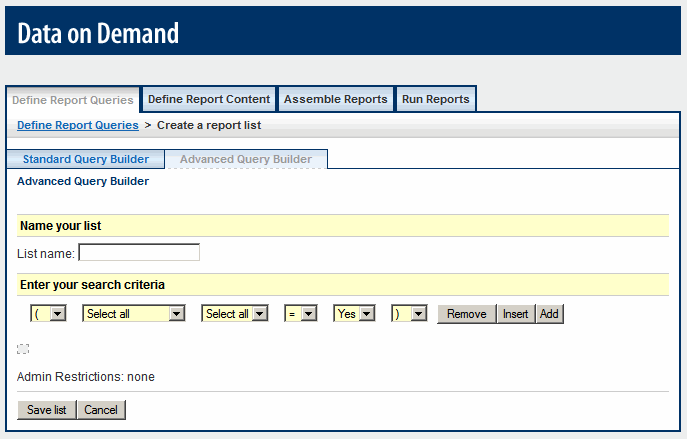 Data on Demand
Define Report Queries Define Report Content Assemble Reports Run Reports
Define Report Queries > Create a report list
Standard Query Builder Advanced Query Builder
Advanced Query Builder
Name your list
List name:
Enter your search criteria
( Select all Select all = Yes ) Remove Insert Add
Admin Restrictions: none
Save list Cancel